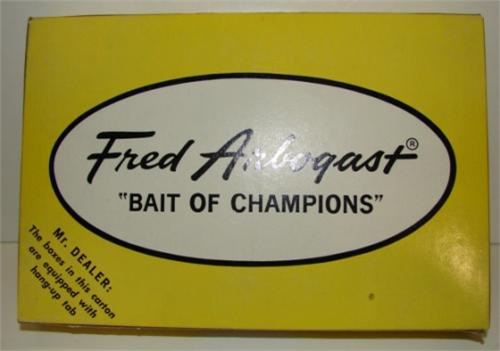 Fred Arbogast®
"BAIT OF CHAMPIONS"
Mr. DEALER:
The boxes in this carton
are equipped with
hang-up tab